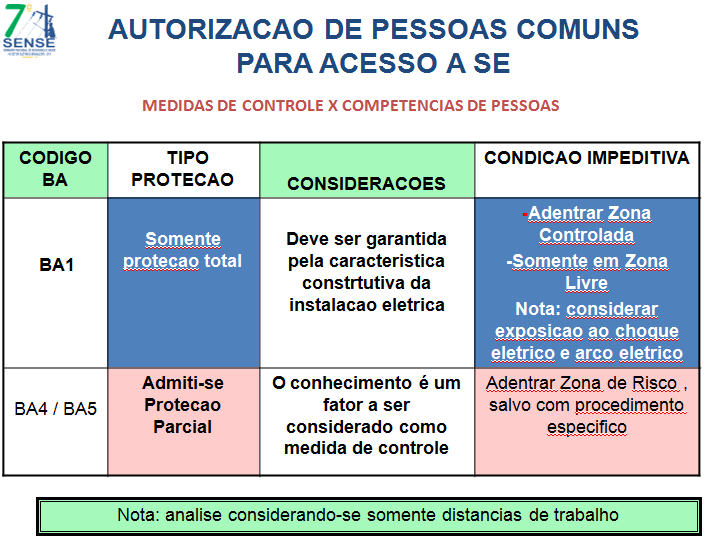 7º
SENSE
AUTORIZACAO DE PESSOAS COMUNS
PARA ACESSO A SE
MEDIDAS DE CONTROLE X COMPETENCIAS DE PESSOAS
CODIGO
BA
TIPO
PROTECAO
CONSIDERACOES
CONDICAO IMPEDITIVA
BA1
Somente
protecao total
Deve ser garantida
pela caracteristica
constrtutiva da
instalacao eletrica
-Adentrar Zona
Controlada
-Somente em Zona
Livre
Nota: considerar
exposicao ao choque
eletrico e arco eletrico
BA4 / BA5
Admiti-se
Protecao
Parcial
O conhecimento é um
fator a ser
considerado como
medida de controle
Adentrar Zona de Risco ,
salvo com procedimento
especifico
Nota: analise considerando-se somente distancias de trabalho